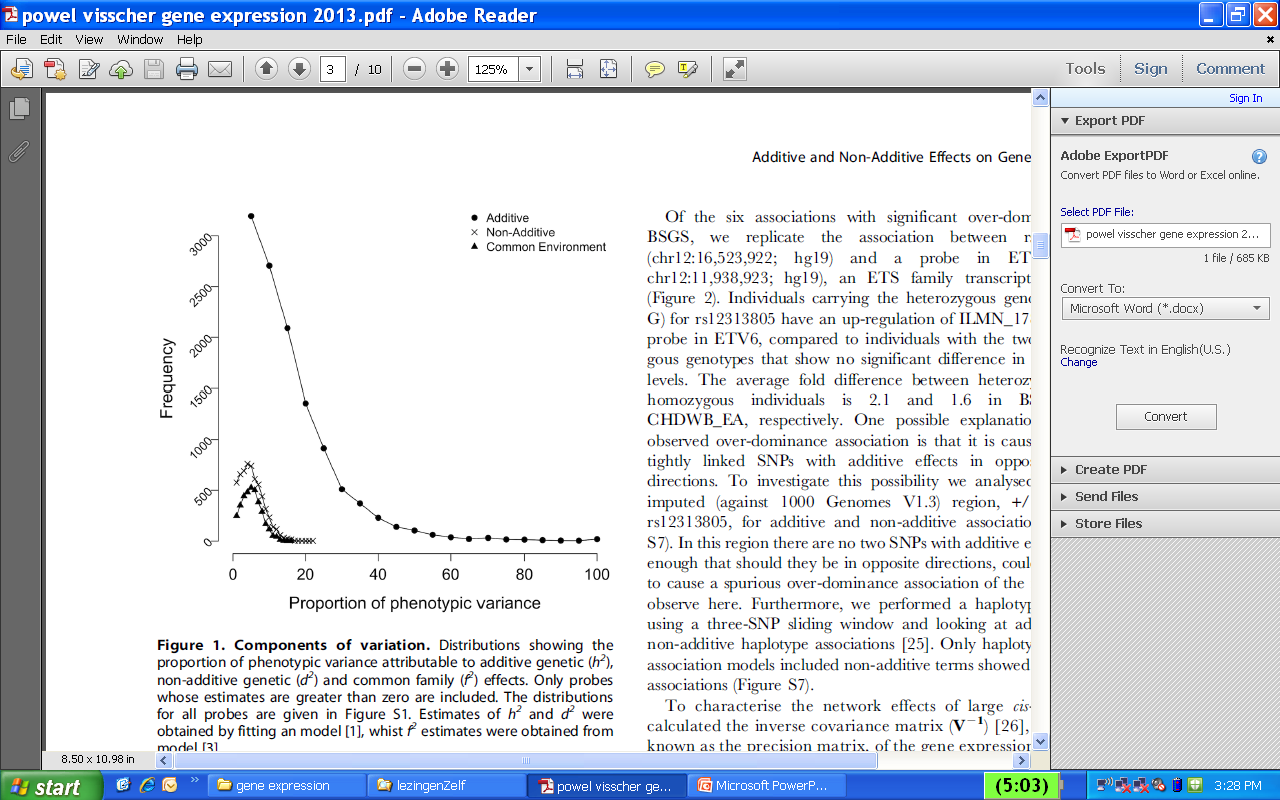 powel visscher gene expression 2013.pdf - Adobe Reader
File Edit View Window Help
3 / 10 125% Tools Sign Comment
Sign In
Export PDF
Adobe ExportPDF
Convert PDF files to Word or Excel online.
Select PDF File:
powel visscher gene expression 2...
1 file / 685 KB
Convert To:
Microsoft Word (*.docx)
Recognize Text in English(U.S.)
Change
Convert
Create PDF
Send Files
Store Files
Additive and Non-Additive Effects on Gene
Additive
Non-Additive
Common Environment
Frequency
3000
2500
2000
1500
1000
500
0
0 20 40 60 80 100
Proportion of phenotypic variance
Figure 1. Components of variation. Distributions showing the
proportion of phenotypic variance attributable to additive genetic (h²),
non-additive genetic (d²) and common family (f²) effects. Only probes
whose estimates are greater than zero are included. The distributions
for all probes are given in Figure S1. Estimates of h² and d² were
obtained by fitting an model [1], whist f² estimates were obtained from
model [3]
Of the six associations with significant over-dom
BSGS, we replicate the association between r
(chr12:16,523,922; hg19) and a probe in ET
chr12:11,938,923; hg19), an ETS family transcript
(Figure 2). Individuals carrying the heterozygous gen
G) for rs12313805 have an up-regulation of ILMN_17
probe in ETV6, compared to individuals with the tw
gous genotypes that show no significant difference in
levels. The average fold difference between heterozy
homozygous individuals is 2.1 and 1.6 in B
CHDWB_EA, respectively. One possible explanatio
observed over-dominance association is that it is caus
tightly linked SNPs with additive effects in oppo
directions. To investigate this possibility we analysed
imputed (against 1000 Genomes V1.3) region, +/
rs12313805, for additive and non-additive associatio
S7). In this region there are no two SNPs with additive e
enough that should they be in opposite directions, coul
to cause a spurious over-dominance association of the
observe here. Furthermore, we performed a haploty
using a three-SNP sliding window and looking at ad
non-additive haplotype associations [25]. Only haploty
association models included non-additive terms showed
associations (Figure S7).
To characterise the network effects of large cis-
calculated the inverse covariance matrix (V⁻¹) [26],
known as the precision matrix, of the gene expression
8.50 x 10.98 in
start
gene expression
lezingenZelf
powel visscher ge...
Microsoft PowerP...
(5:03)
3:28 PM